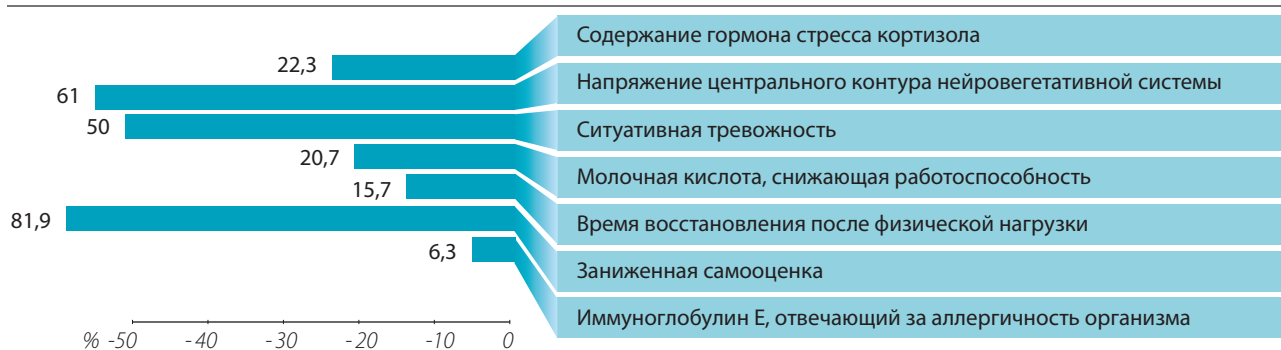 Содержание гормона стресса кортизола
22,3
Напряжение центрального контура нейровегетативной системы
61
Ситуативная тревожность
50
Молочная кислота, снижающая работоспособность
20,7
Время восстановления после физической нагрузки
15,7
Заниженная самооценка
81,9
Иммуноглобулин Е, отвечающий за аллергичность организма
6,3
% -50 -40 -30 -20 -10 0